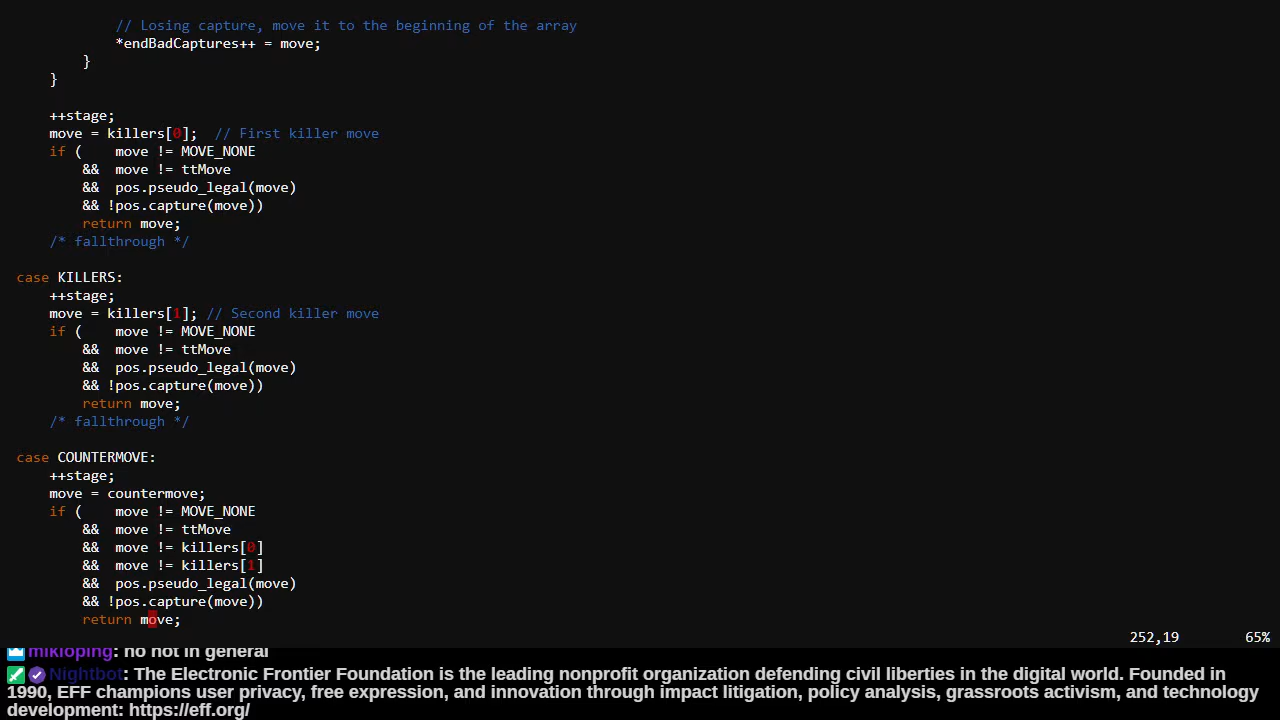 // Losing capture, move it to the beginning of the array
*endBadCaptures++ = move;
}
}
++stage;
move = killers[0];  // First killer move
if (    move != MOVE_NONE
&&  move != ttMove
&&  pos.pseudo_legal(move)
&& !pos.capture(move))
return move;
/* fallthrough */
case KILLERS:
++stage;
move = killers[1]; // Second killer move
if (    move != MOVE_NONE
&&  move != ttMove
&&  pos.pseudo_legal(move)
&& !pos.capture(move))
return move;
/* fallthrough */
case COUNTERMOVE:
++stage;
move = countermove;
if (    move != MOVE_NONE
&&  move != ttMove
&&  move != killers[0]
&&  move != killers[1]
&&  pos.pseudo_legal(move)
&& !pos.capture(move))
return move;
252,19 65%
mikloping: no not in general
Nightbot: The Electronic Frontier Foundation is the leading nonprofit organization defending civil liberties in the digital world. Founded in
1990, EFF champions user privacy, free expression, and innovation through impact litigation, policy analysis, grassroots activism, and technology
development: https://eff.org/